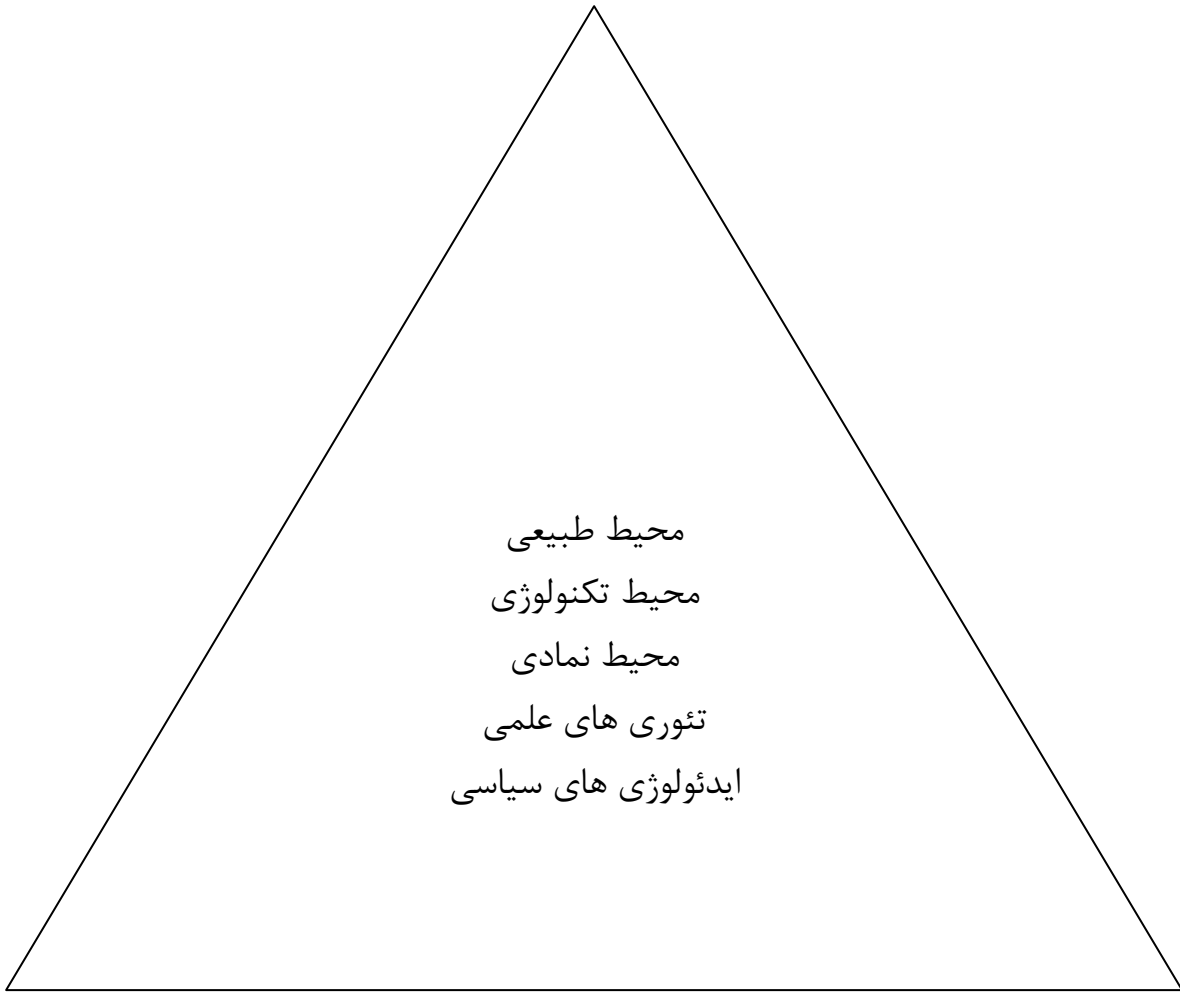 محیط طبیعی
محیط تکنولوژی
محیط نمادی
تئوری های علمی
ایدئولوژی های سیاسی